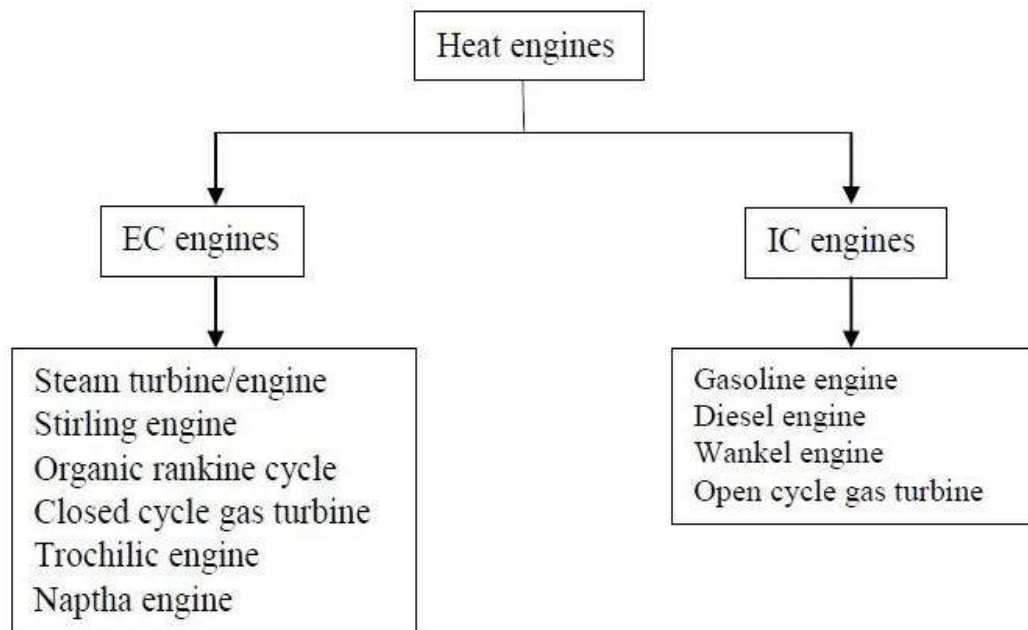 Heat engines
EC engines
IC engines
Steam turbine/engine
Stirling engine
Organic rankine cycle
Closed cycle gas turbine
Trochilic engine
Naptha engine
Gasoline engine
Diesel engine
Wankel engine
Open cycle gas turbine